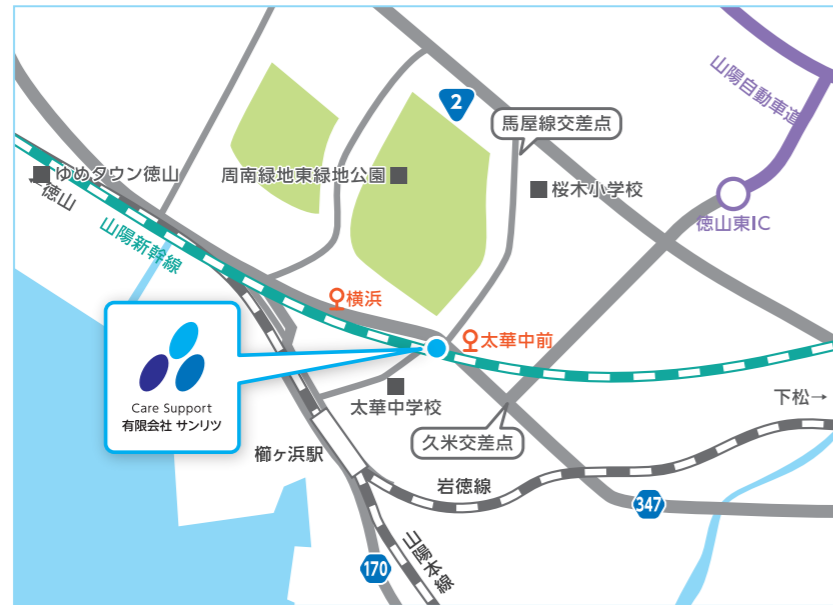 山陽自動車道
2
馬屋線交差点
ゆめタウン徳山
周南緑地東緑地公園
桜木小学校
←徳山
徳山東IC
山陽新幹線
横浜
太華中前
Care Support
有限会社 サンリツ
太華中学校
下松→
久米交差点
櫛ヶ浜駅
岩徳線
347
170
山陽本線